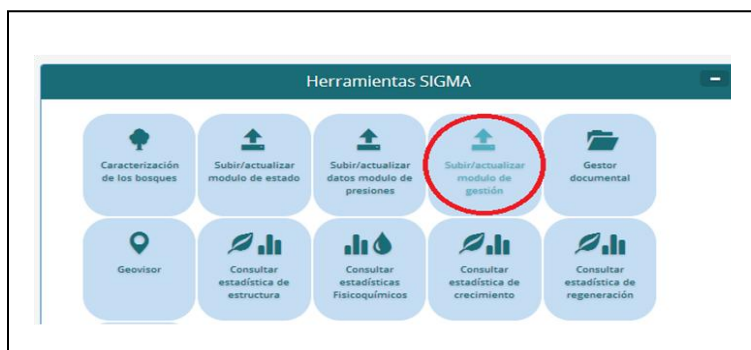 Herramientas SIGMA
Caracterización
de los bosques
Subir/actualizar
modulo de estado
Subir/actualizar
datos modulo de
presiones
Subir/actualizar
modulo de
gestión
Gestor
documental
Geovisor
Consultar
estadística de
estructura
Consultar
estadísticas
Fisicoquímicos
Consultar
estadística de
crecimiento
Consultar
estadística de
regeneración